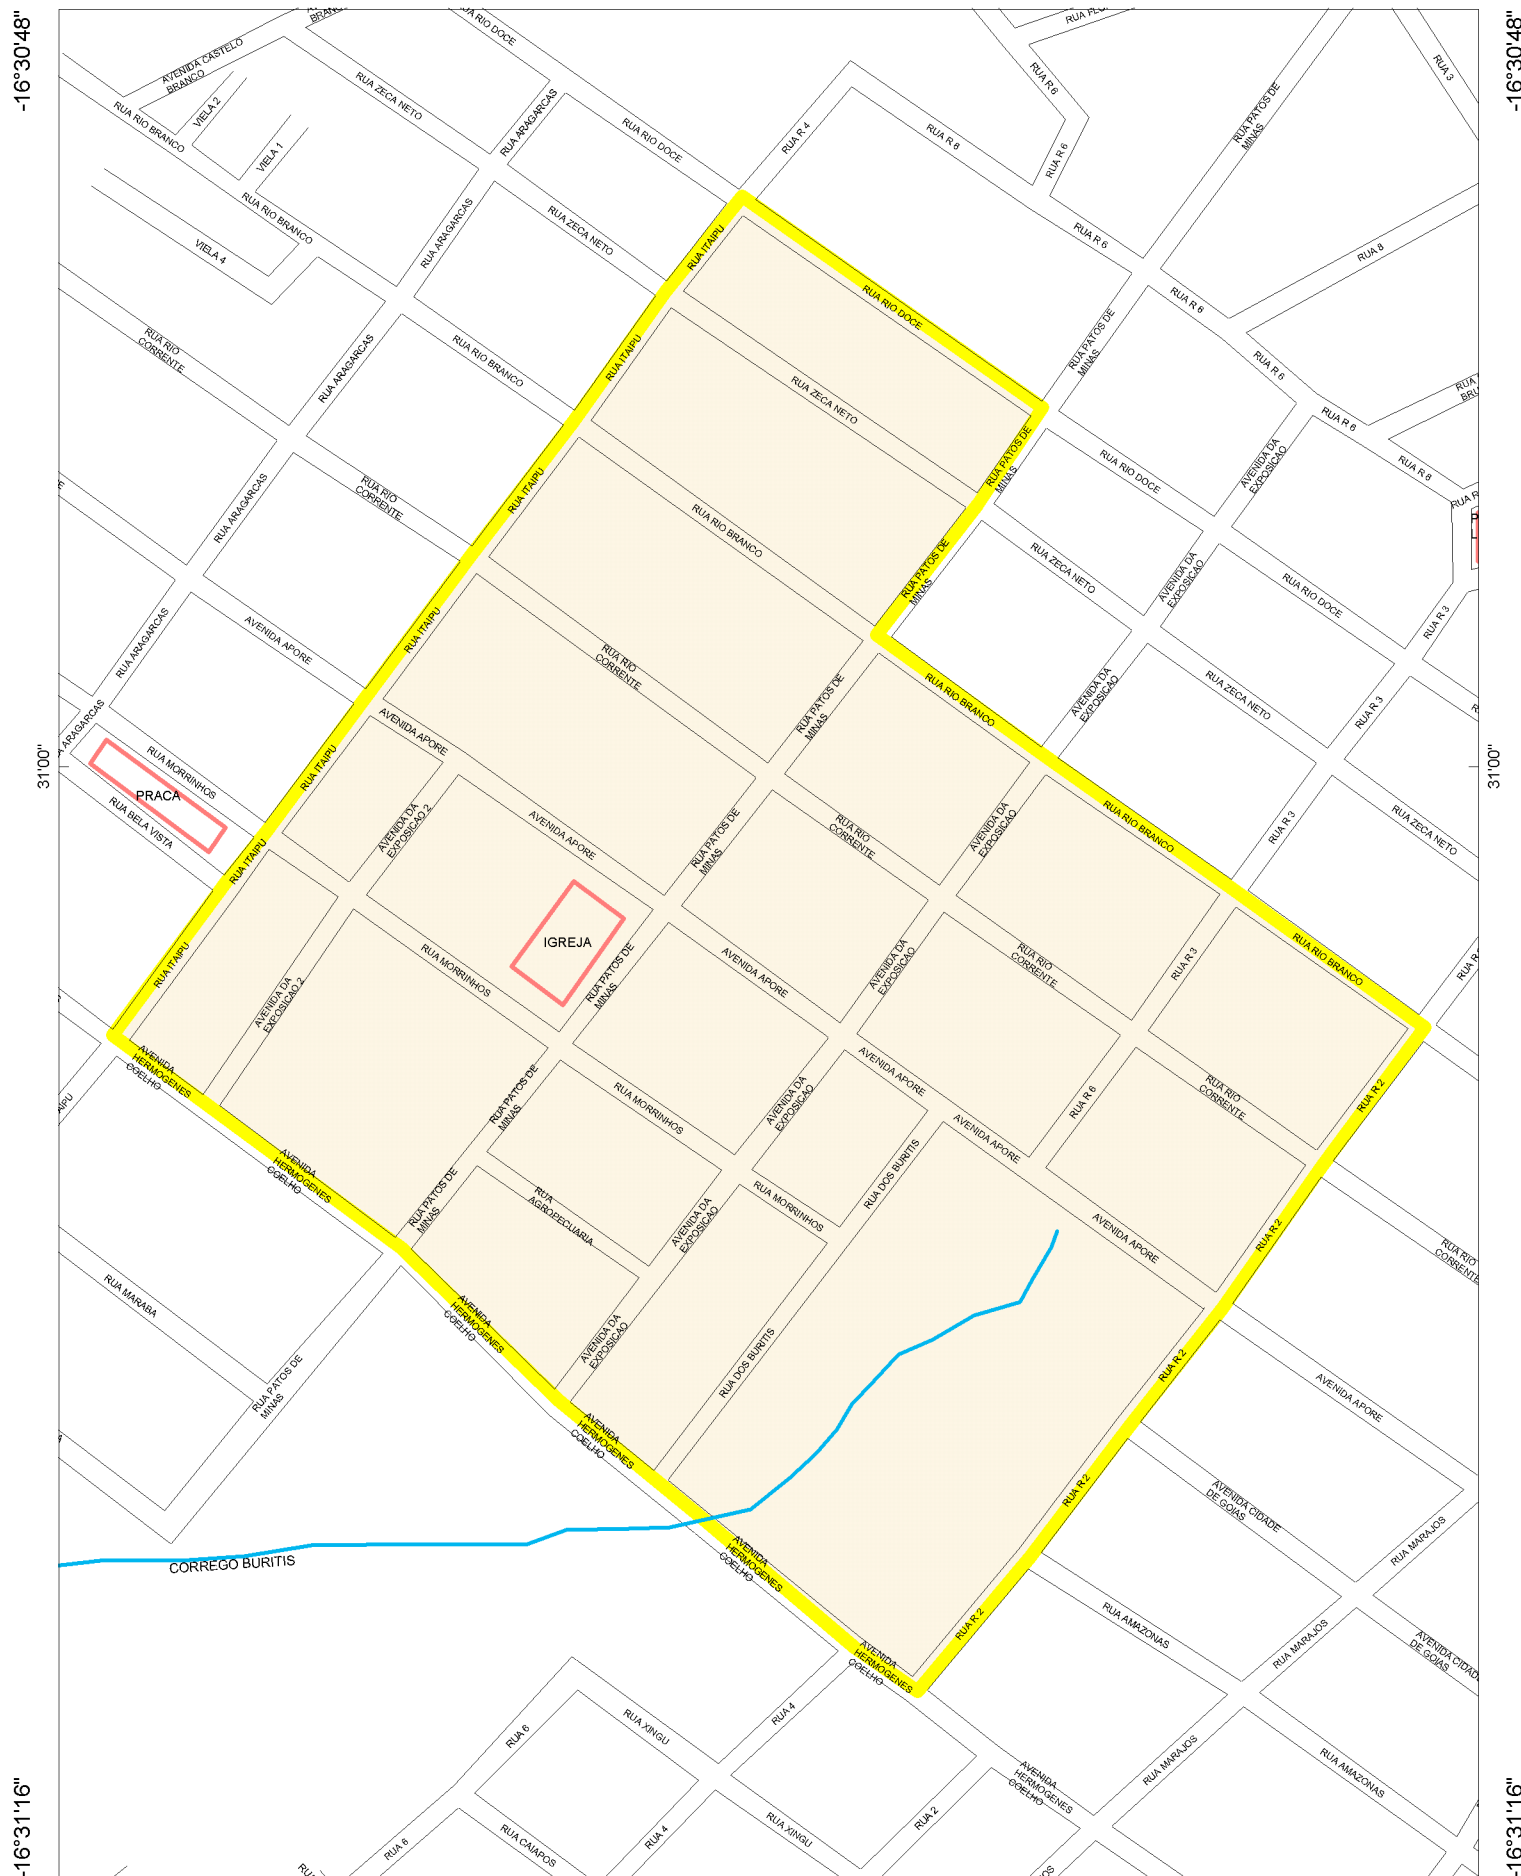 -16°30'48"
-16°30'48"
BRAN
RUA RIO DOCE
RUA FLO
AVENIDA CASTELO
BRANCO
RUA 3
RUA R 6
RUA ZECA NETO
VIELA 2
RUA RIO BRANCO
RUA ARAGARCAS
RUA RIO DOCE
RUA R 4
RUA R 8
RUA PATOS DE
MINAS
VIELA 1
RUA R 6
RUA RIO BRANCO
RUA ARAGARCAS
RUA ZECA NETO
VIELA 4
RUA ITAIPU
RUA R 6
RUA 8
RUA RIO DOCE
RUA R 6
RUA RIO
CORRENTE
RUA ARAGARCAS
RUA RIO BRANCO
RUA ITAIPU
RUA PATOS DE
MINAS
RUA R 6
RUA ZECA NETO
RUA
BRU
RUA R 6
RUA PATOS DE
MINAS
RUA RIO DOCE
AVENIDA DA
EXPOSICAO
RUA R 8
RUA ARAGARCAS
RUA RIO
CORRENTE
RUA ITAIPU
RUA RIO BRANCO
RUA R
P
L
RUA PATOS DE
MINAS
RUA ZECA NETO
AVENIDA DA
EXPOSICAO
RUA RIO DOCE
RUA ARAGARCAS
AVENIDA APORE
RUA ITAIPU
RUA RIO
CORRENTE
RUA R 3
RUA PATOS DE
MINAS
RUA RIO BRANCO
AVENIDA DA
EXPOSICAO
RUA ZECA NETO
RUA R 3
R
A ARAGARCAS
RUA MORRINHOS
AVENIDA APORE
RUA ITAIPU
31'00"
31'00"
PRACA
RUA BELA VISTA
AVENIDA DA
EXPOSICAO 2
AVENIDA APORE
RUA PATOS DE
MINAS
RUA RIO
CORRENTE
AVENIDA DA
EXPOSICAO
RUA RIO BRANCO
RUA R 3
RUA ZECA NETO
RUA ITAIPU
IGREJA
RUA ITAIPU
RUA MORRINHOS
RUA PATOS DE
MINAS
AVENIDA APORE
AVENIDA DA
EXPOSICAO
RUA RIO
CORRENTE
RUA R 3
RUA RIO BRANCO
RUA R
AVENIDA DA
EXPOSICAO 2
AVENIDA
HERMOGENES
COELHO
AIPU
RUA PATOS DE
MINAS
RUA MORRINHOS
AVENIDA DA
EXPOSICAO
AVENIDA APORE
RUA R 6
RUA RIO
CORRENTE
RUA R 2
AVENIDA
HERMOGENES
COELHO
RUA PATOS DE
MINAS
RUA
AGROPECUARIA
AVENIDA DA
EXPOSICAO
RUA MORRINHOS
RUA DOS BURITIS
AVENIDA APORE
AVENIDA APORE
RUA R 2
RUA RIO
CORRENTE
RUA MARABA
AVENIDA
HERMOGENES
COELHO
AVENIDA DA
EXPOSICAO
RUA DOS BURITIS
RUA R 2
RUA PATOS DE
MINAS
AVENIDA APORE
AVENIDA
HERMOGENES
COELHO
RUA R 2
AVENIDA CIDADE
DE GOIAS
RUA MARAJOS
CORREGO BURITIS
AVENIDA
HERMOGENES
COELHO
RUA R 2
RUA AMAZONAS
RUA MARAJOS
AVENIDA CIDAD
DE GOIAS
AVENIDA
HERMOGENES
COELHO
RUA 6
RUA XINGU
RUA 4
RUA MARAJOS
RUA AMAZONAS
AVENIDA
HERMOGENES
COELHO
-16°31'16"
-16°31'16"
RUA 6
RUA CAIAPOS
RUA 4
RUA XINGU
RUA 2
RUA
OS